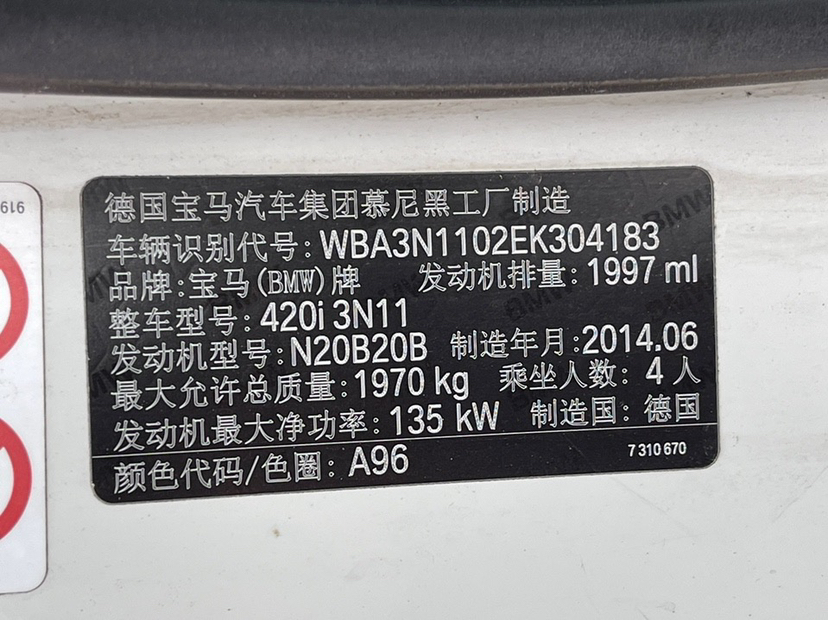 德国宝马汽车集团慕尼黑工厂制造
车辆识别代号: WBA3N1102EK304183
品牌: 宝马(BMW)牌 发动机排量: 1997 ml
整车型号: 420i 3N11
发动机型号: N20B20B 制造年月: 2014.06
最大允许总质量: 1970 kg 乘坐人数: 4 人
发动机最大净功率: 135 kW 制造国: 德国
颜色代码/色圈: A96 7 310 670
919